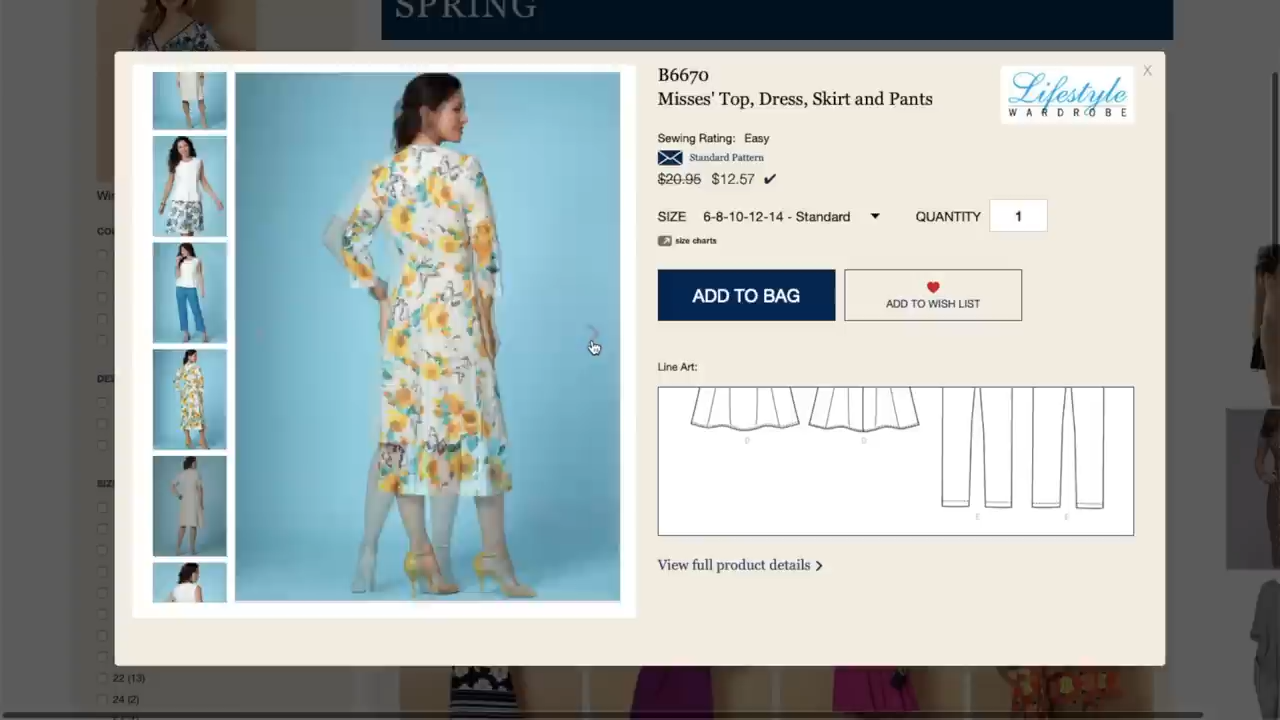 SPRING
B6670
Misses' Top, Dress, Skirt and Pants
Lifestyle
WARDROBE
X
Sewing Rating: Easy
Standard Pattern
$20.95 $12.57 ✔
SIZE 6-8-10-12-14 - Standard QUANTITY 1
size charts
ADD TO BAG
ADD TO WISH LIST
Line Art:
D D
E E
View full product details >
22 (13)
24 (2)